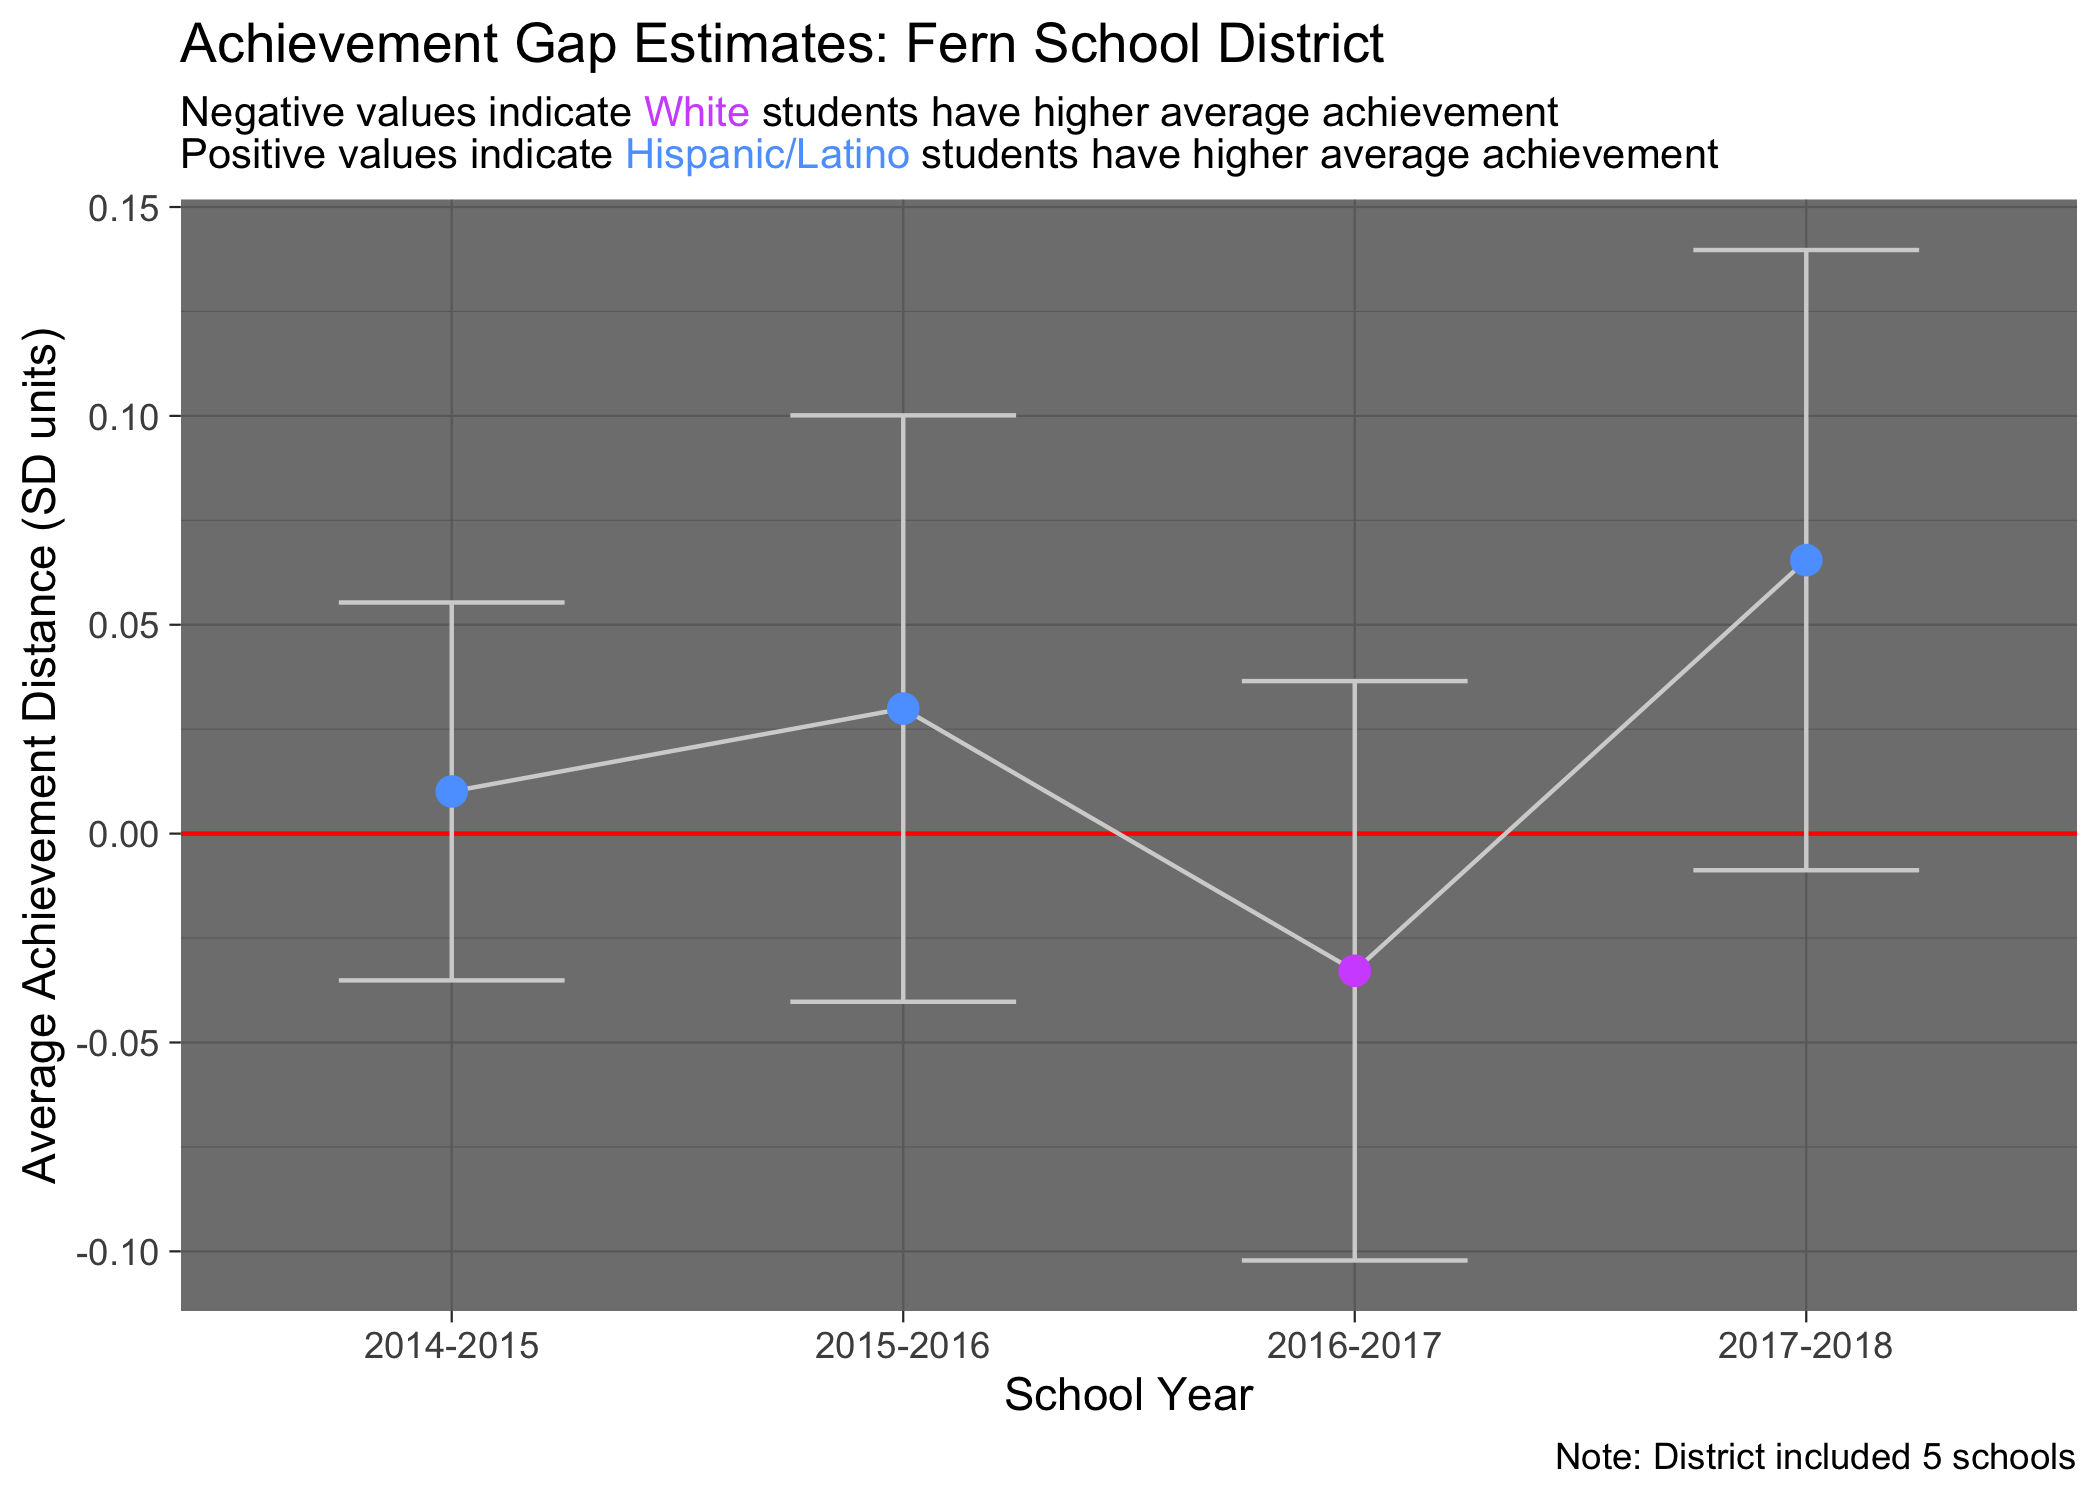 Achievement Gap Estimates: Fern School District
Negative values indicate White students have higher average achievement
Positive values indicate Hispanic/Latino students have higher average achievement
Average Achievement Distance (SD units)
0.15
0.10
0.05
0.00
-0.05
-0.10
2014-2015 2015-2016 2016-2017 2017-2018
School Year
Note: District included 5 schools